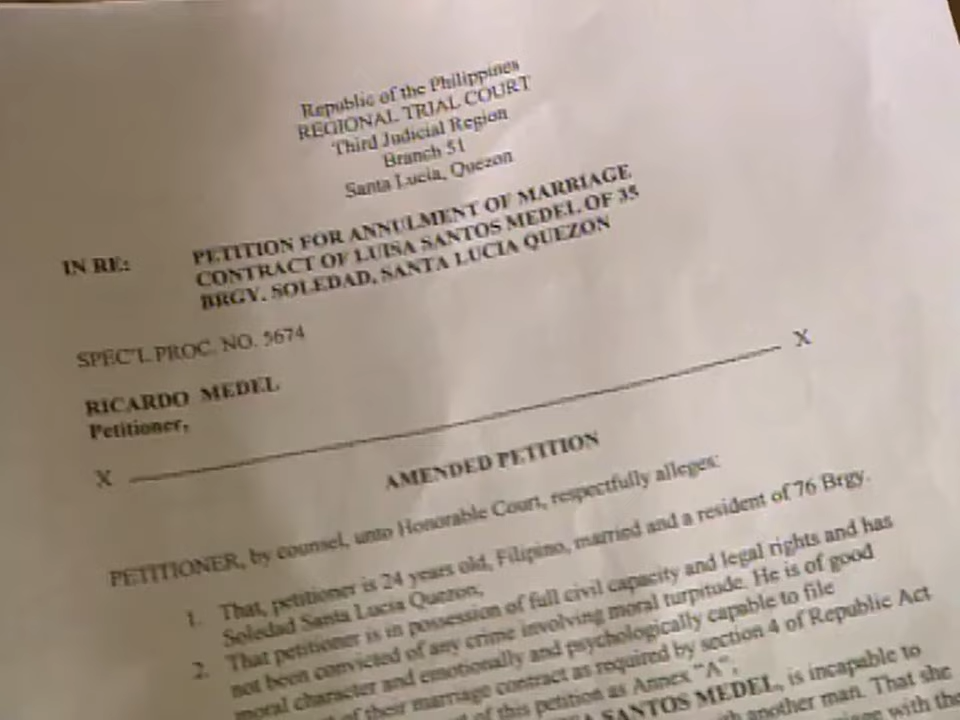 Republic of the Philippines
REGIONAL TRIAL COURT
Third Judicial Region
Branch 51
Santa Lucia, Quezon
IN RE: PETITION FOR ANNULMENT OF MARRIAGE
CONTRACT OF LUISA SANTOS MEDEL OF 35
BRGY. SOLEDAD, SANTA LUCIA QUEZON
SPEC'L PROC. NO. 5674
RICARDO MEDEL
Petitioner,
X X
AMENDED PETITION
PETITIONER, by counsel, unto Honorable Court, respectfully alleges:
1. That, petitioner is 24 years old, Filipino, married and a resident of 76 Brgy.
Soledad Santa Lucia Quezon;
2. That petitioner is in possession of full civil capacity and legal rights and has
not been convicted of any crime involving moral turpitude. He is of good
moral character and emotionally and psychologically capable to file
of their marriage contract as required by section 4 of Republic Act
of this petition as Annex "A";
SANTOS MEDEL, is incapable to
with another man. That she
with the